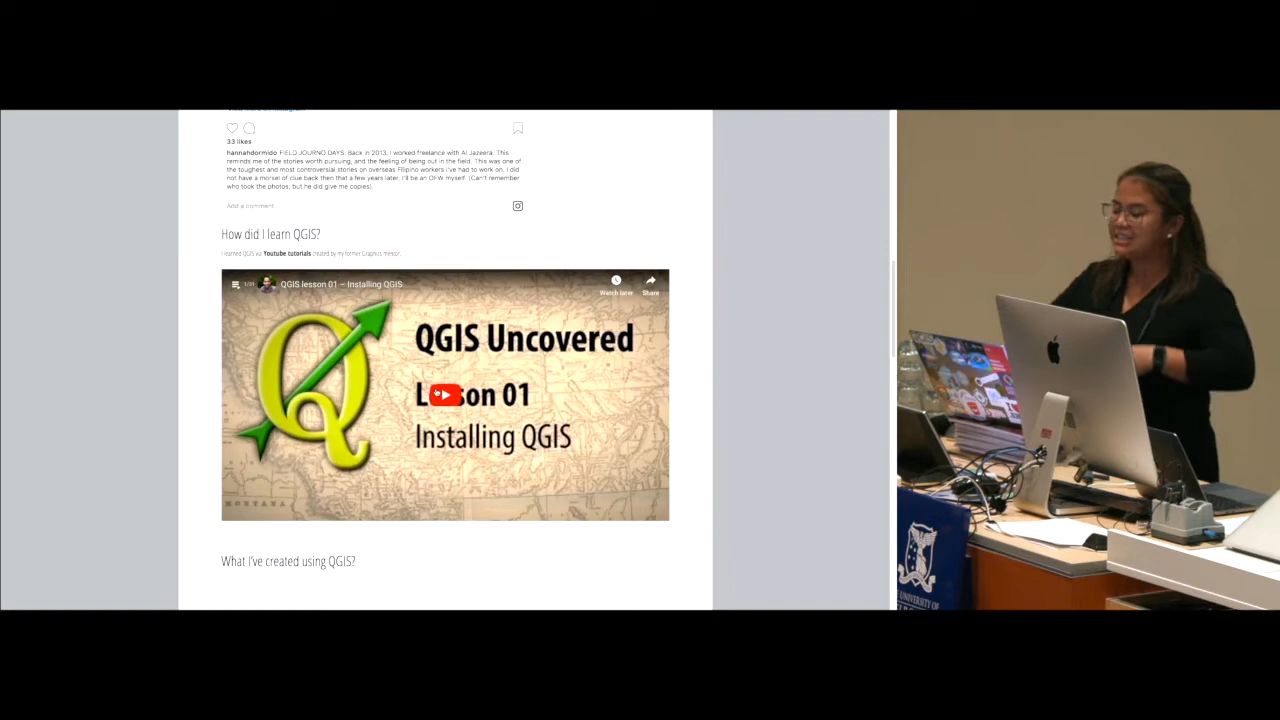 33 likes
hannahdormido FIELD JOURNO DAYS: Back in 2013, I worked freelance with Al Jazeera. This
reminds me of the stories worth pursuing, and the feeling of being out in the field. This was one of
the toughest and most controversial stories on overseas Filipino workers I've had to work on. I did
not have a morsel of clue back then that a few years later, I'll be an OFW myself. (Can't remember
who took the photos, but he did give me copies).
Add a comment...
How did I learn QGIS?
I learned QGIS via Youtube tutorials created by my former Graphics mentor.
1/31
QGIS lesson 01 – Installing QGIS
Watch later
Share
QGIS Uncovered
Lesson 01
Installing QGIS
MONTANA
What I've created using QGIS?
UNIVERSITY OF